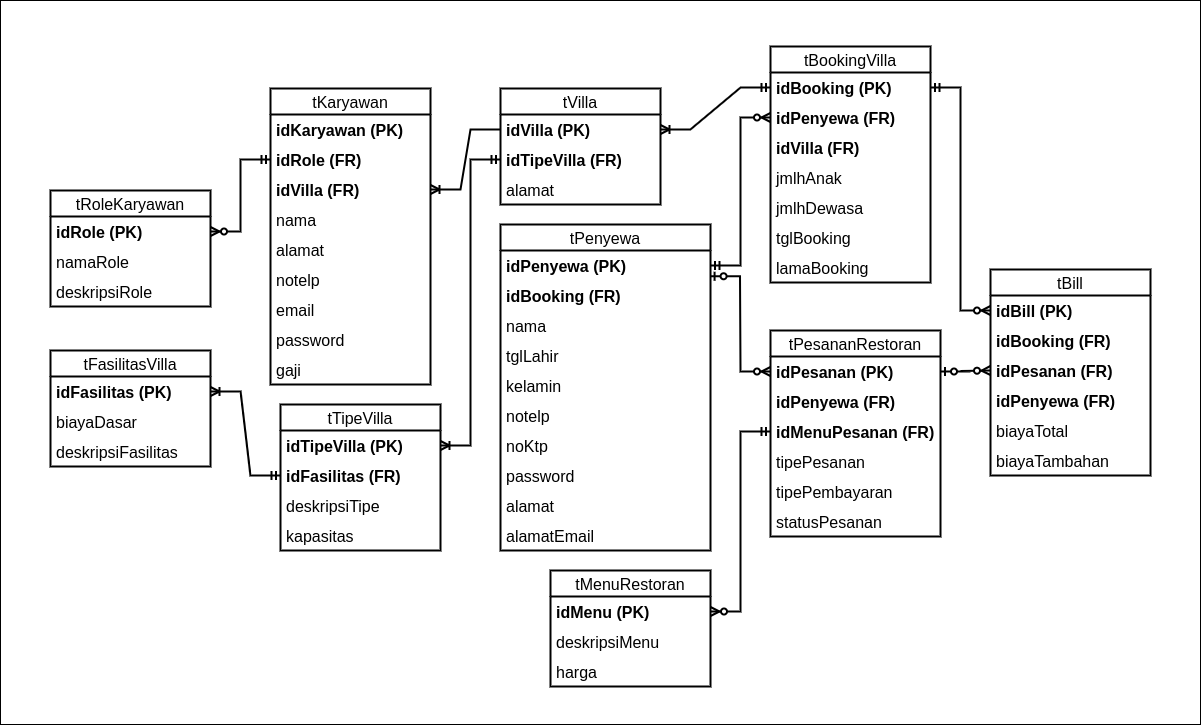 tRoleKaryawan
idRole (PK)
namaRole
deskripsiRole
tFasilitasVilla
idFasilitas (PK)
biayaDasar
deskripsiFasilitas
tKaryawan
idKaryawan (PK)
idRole (FR)
idVilla (FR)
nama
alamat
notelp
email
password
gaji
tTipeVilla
idTipeVilla (PK)
idFasilitas (FR)
deskripsiTipe
kapasitas
tVilla
idVilla (PK)
idTipeVilla (FR)
alamat
tPenyewa
idPenyewa (PK)
idBooking (FR)
nama
tglLahir
kelamin
notelp
noKtp
password
alamat
alamatEmail
tMenuRestoran
idMenu (PK)
deskripsiMenu
harga
tBookingVilla
idBooking (PK)
idPenyewa (FR)
idVilla (FR)
jmlhAnak
jmlhDewasa
tglBooking
lamaBooking
tPesananRestoran
idPesanan (PK)
idPenyewa (FR)
idMenuPesanan (FR)
tipePesanan
tipePembayaran
statusPesanan
tBill
idBill (PK)
idBooking (FR)
idPesanan (FR)
idPenyewa (FR)
biayaTotal
biayaTambahan